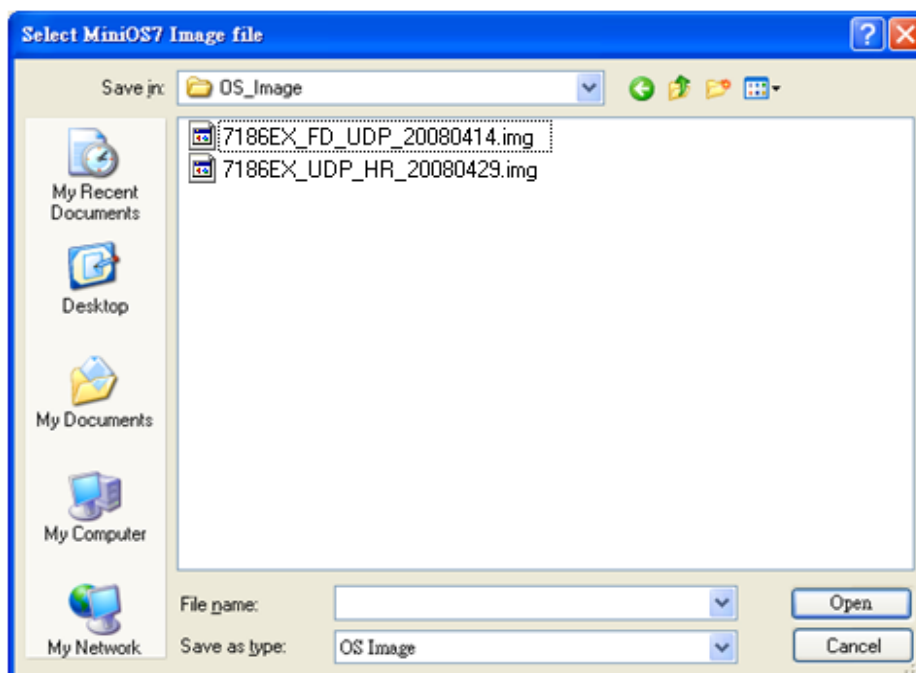 Select MiniOS7 Image file
Save in:
OS_Image
7186EX_FD_UDP_20080414.img
7186EX_UDP_HR_20080429.img
My Recent
Documents
Desktop
My Documents
My Computer
My Network
File name:
Open
Save as type:
OS Image
Cancel